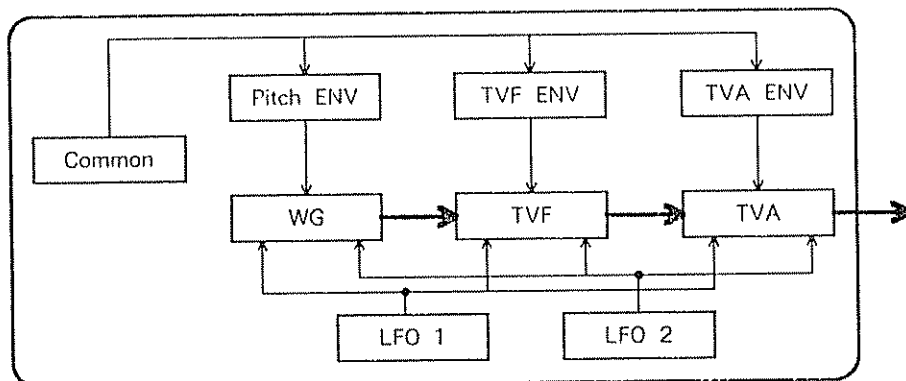 Pitch ENV
TVF ENV
TVA ENV
Common
WG
TVF
TVA
LFO 1
LFO 2